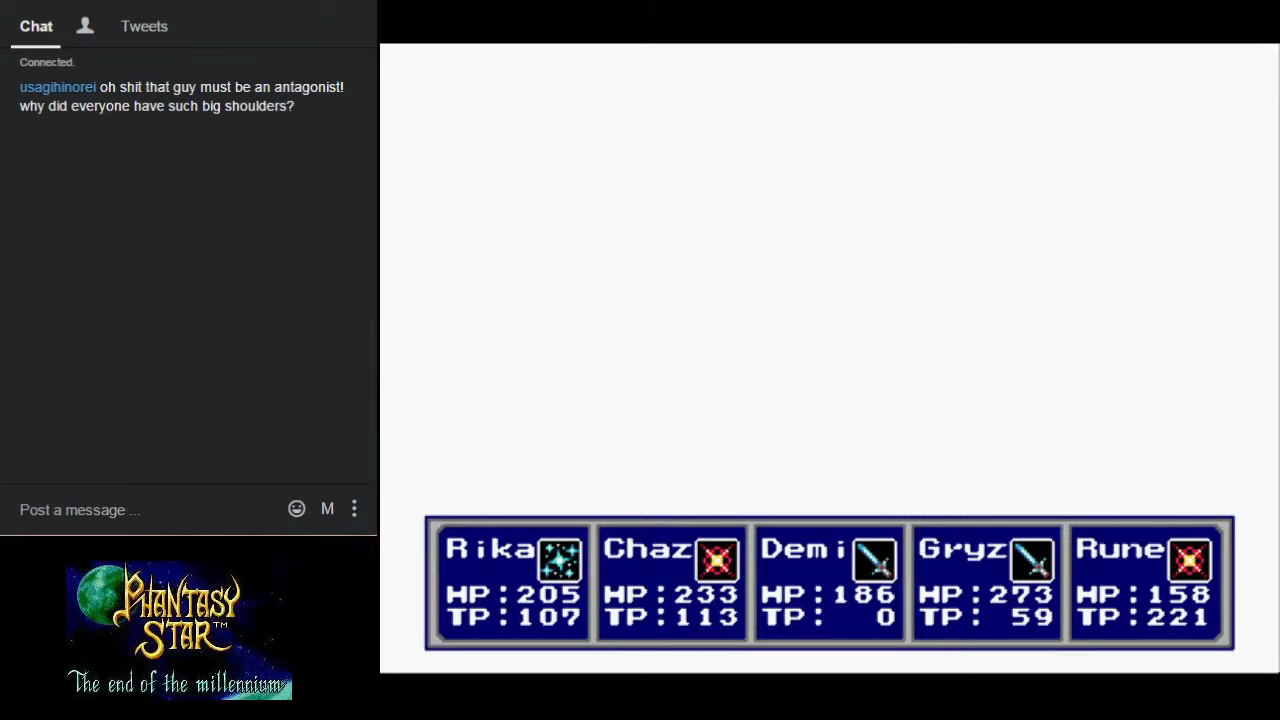 Chat Tweets
Connected.
usagihinorei oh shit that guy must be an antagonist!
why did everyone have such big shoulders?
Post a message ... M
PHANTASY
STAR™
The end of the millennium
Rika Chaz Demi Gryz Rune
HP:205 HP:233 HP:186 HP:273 HP:158
TP:107 TP:113 TP: 0 TP: 59 TP:221